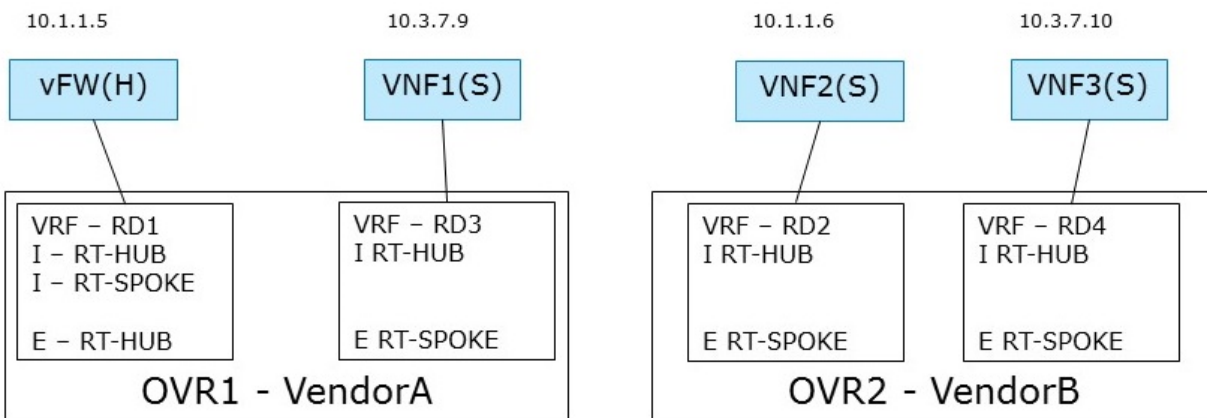 10.1.1.5
10.3.7.9
10.1.1.6
10.3.7.10
vFW(H)
VNF1(S)
VNF2(S)
VNF3(S)
VRF – RD1
I – RT-HUB
I – RT-SPOKE
E – RT-HUB
VRF – RD3
I RT-HUB
E RT-SPOKE
OVR1 - VendorA
VRF – RD2
I RT-HUB
E RT-SPOKE
VRF – RD4
I RT-HUB
E RT-SPOKE
OVR2 - VendorB